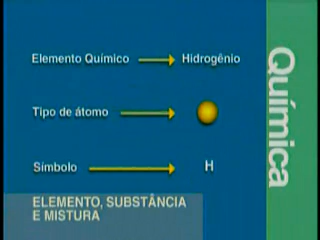 Elemento Químico Hidrogênio
Tipo de átomo
Símbolo H
ELEMENTO, SUBSTÂNCIA
E MISTURA
Química